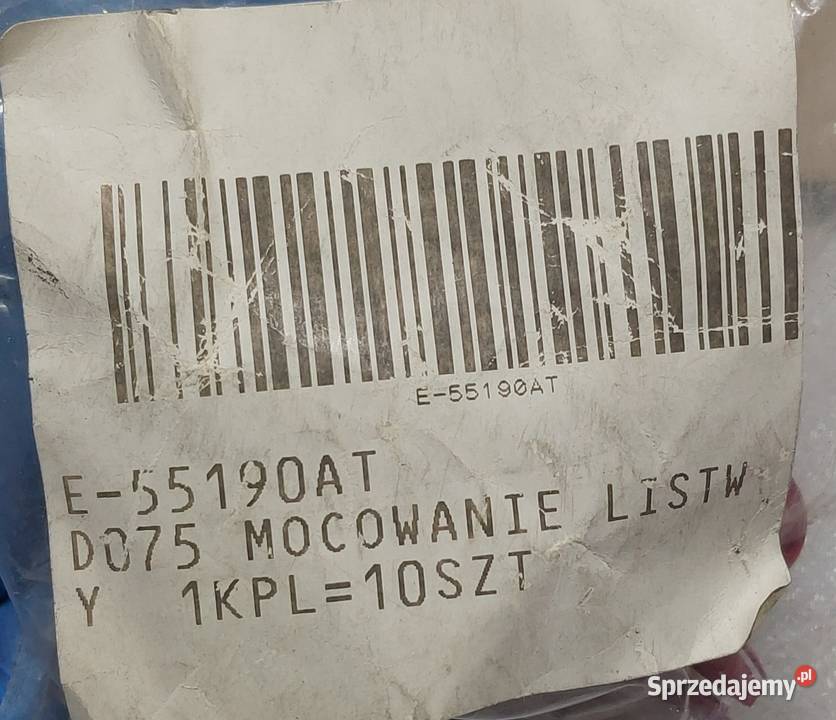 E-55190AT
E-55190AT
D075 MOCOWANIE LISTW
Y 1KPL=10SZT
Sprzedajemy.pl